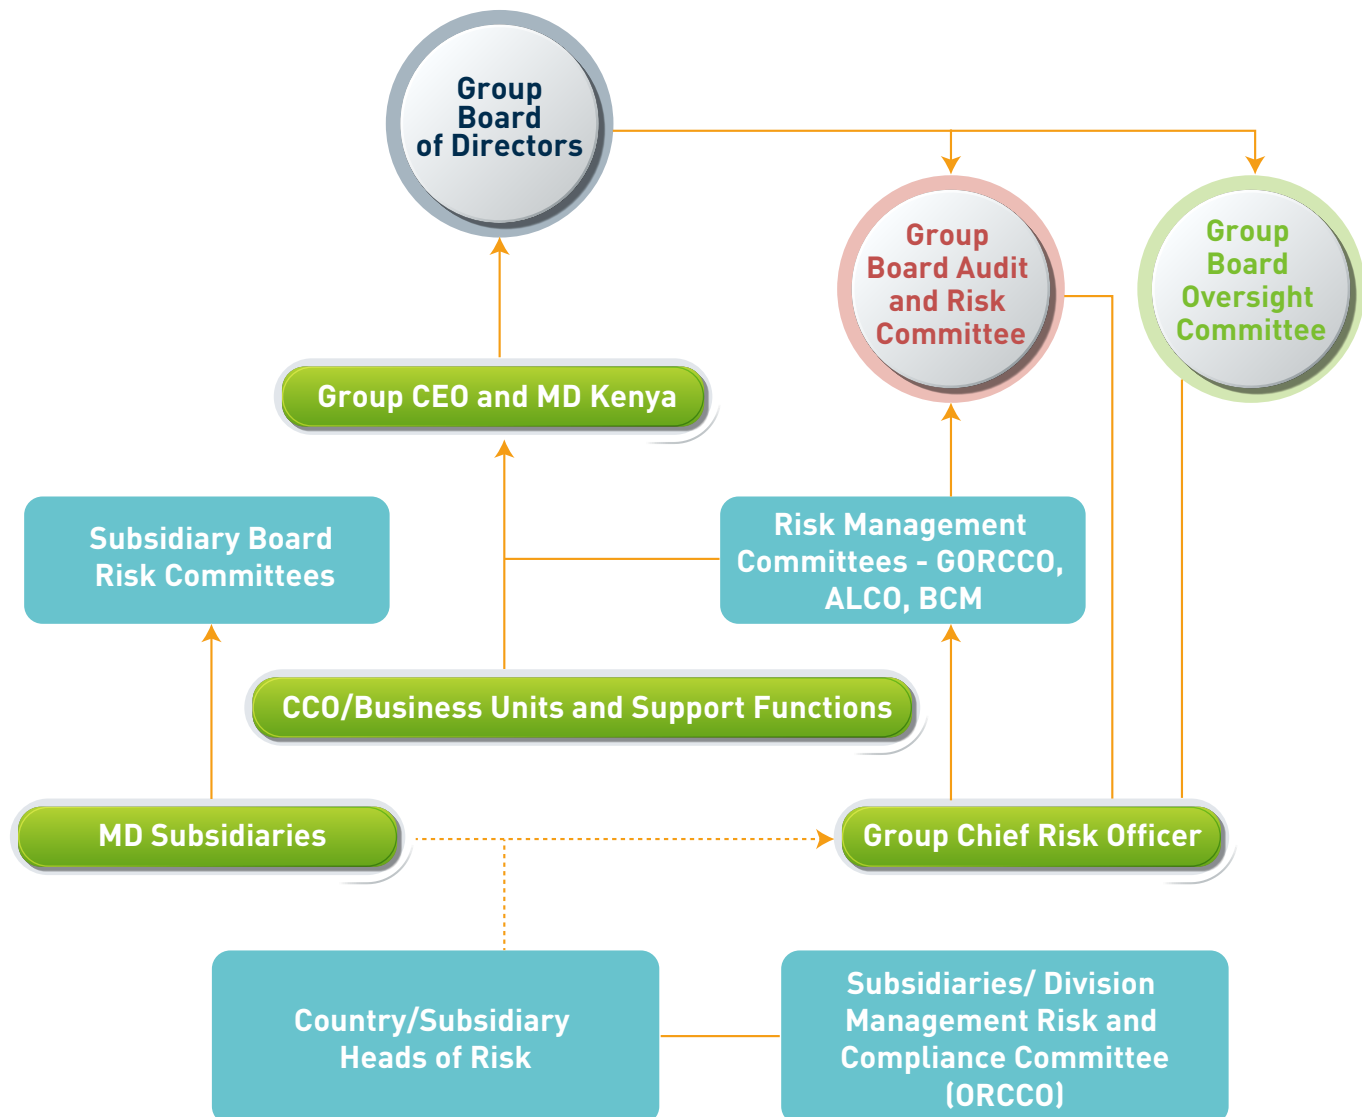 Group
Board
of Directors
Group
Board Audit
and Risk
Committee
Group
Board
Oversight
Committee
Group CEO and MD Kenya
Subsidiary Board
Risk Committees
Risk Management
Committees - GORCCO,
ALCO, BCM
CCO/Business Units and Support Functions
MD Subsidiaries
Group Chief Risk Officer
Country/Subsidiary
Heads of Risk
Subsidiaries/ Division
Management Risk and
Compliance Committee
(ORCCO)